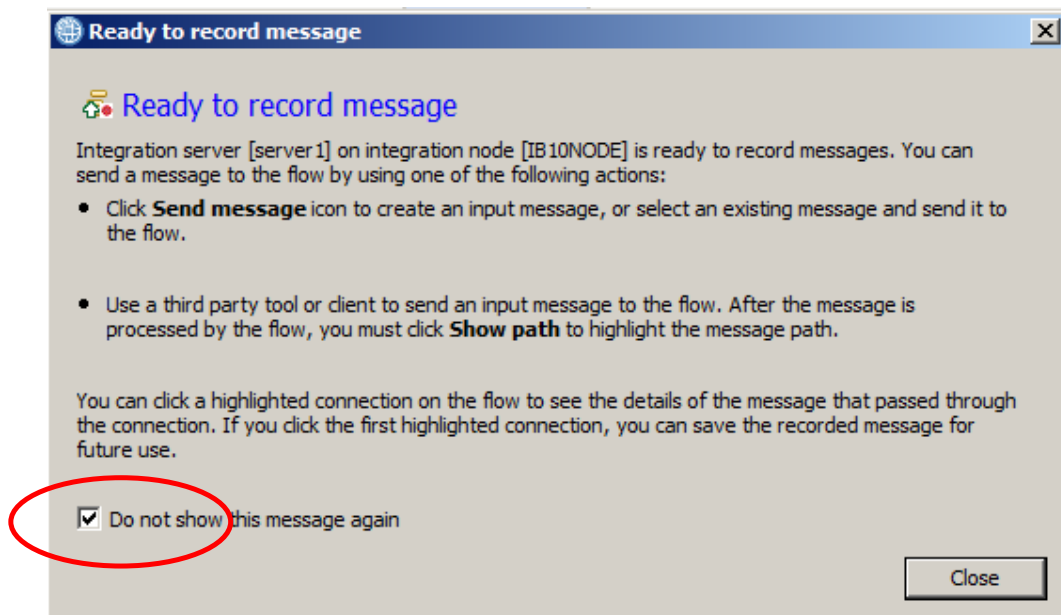 Ready to record message
Ready to record message
Integration server [server1] on integration node [IB10NODE] is ready to record messages. You can
send a message to the flow by using one of the following actions:
• Click Send message icon to create an input message, or select an existing message and send it to
the flow.
• Use a third party tool or client to send an input message to the flow. After the message is
processed by the flow, you must click Show path to highlight the message path.
You can click a highlighted connection on the flow to see the details of the message that passed through
the connection. If you click the first highlighted connection, you can save the recorded message for
future use.
Do not show this message again
Close